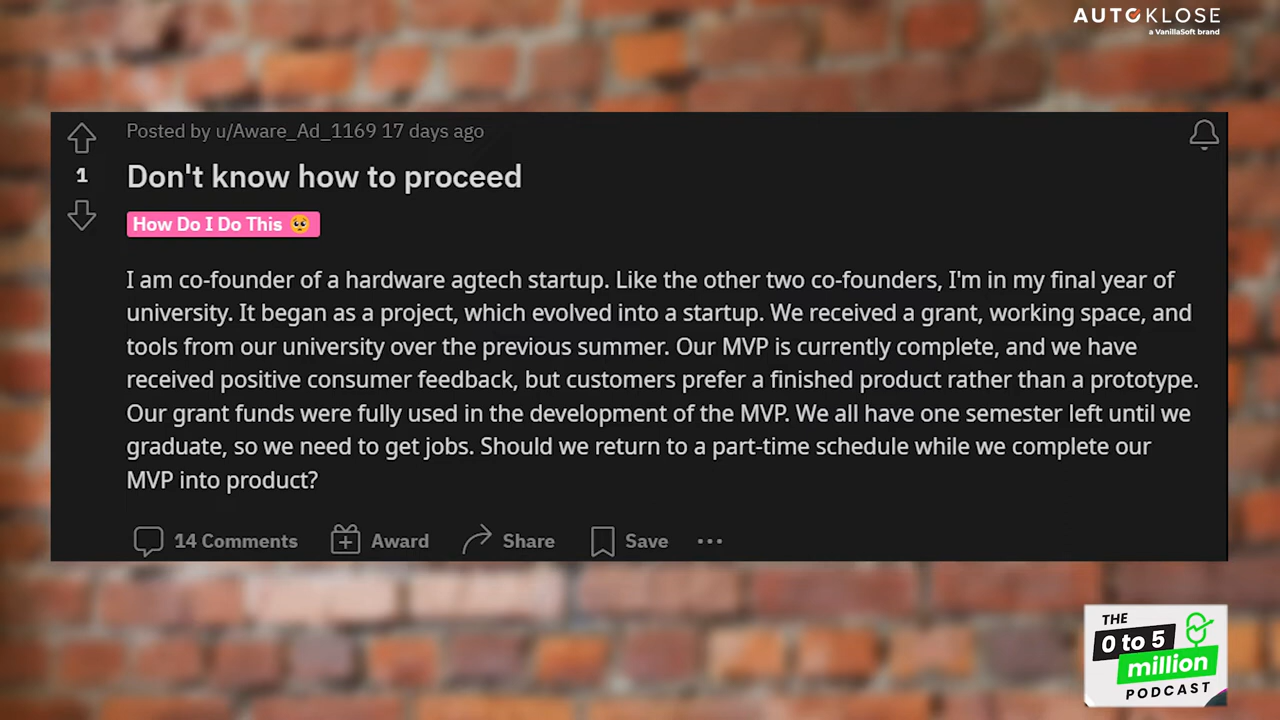 AUTOKLOSE
a VanillaSoft brand
Posted by u/Aware_Ad_1169 17 days ago
1
Don't know how to proceed
How Do I Do This 🥺
I am co-founder of a hardware agtech startup. Like the other two co-founders, I'm in my final year of
university. It began as a project, which evolved into a startup. We received a grant, working space, and
tools from our university over the previous summer. Our MVP is currently complete, and we have
received positive consumer feedback, but customers prefer a finished product rather than a prototype.
Our grant funds were fully used in the development of the MVP. We all have one semester left until we
graduate, so we need to get jobs. Should we return to a part-time schedule while we complete our
MVP into product?
14 Comments Award Share Save
THE
0 to 5
million
PODCAST